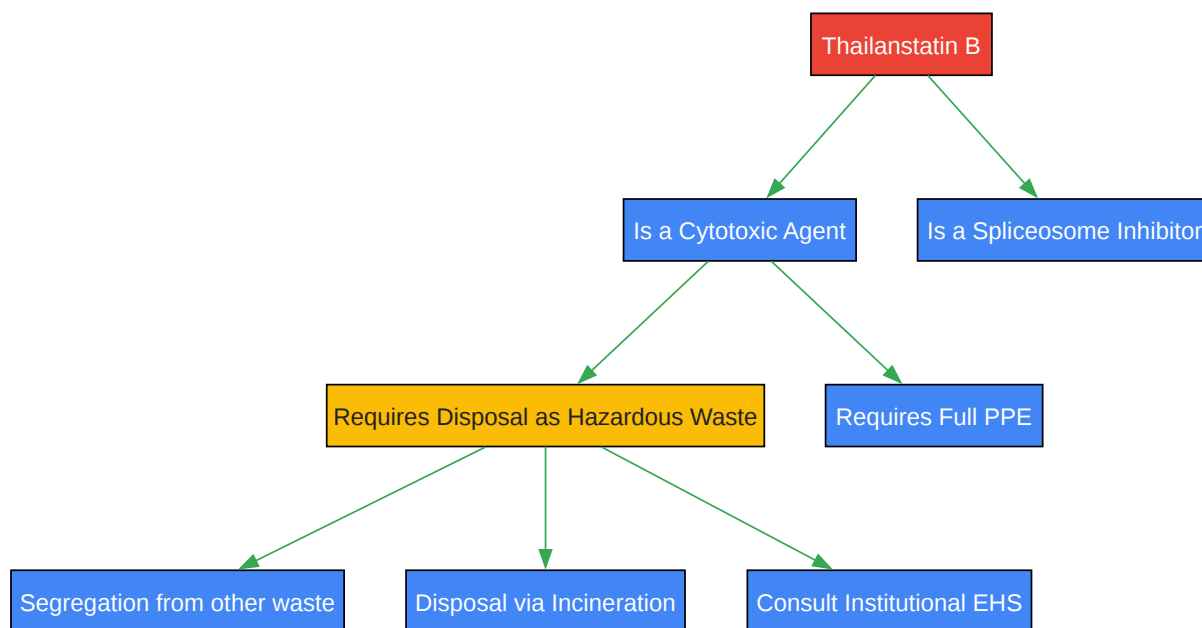 Thailanstatin B
Is a Cytotoxic Agent
Is a Spliceosome Inhibitor
Requires Disposal as Hazardous Waste
Requires Full PPE
Segregation from other waste
Disposal via Incineration
Consult Institutional EHS